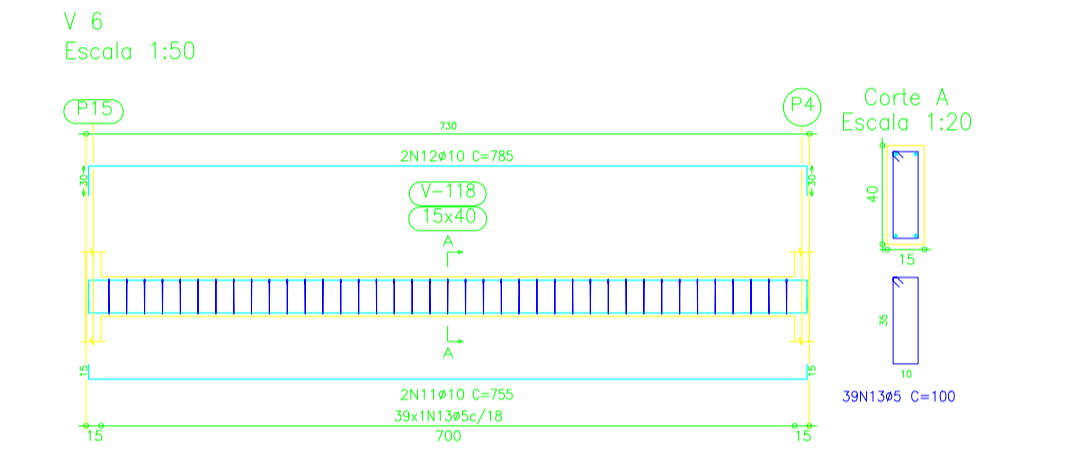 V 6
Escala 1:50
P15
P4
Corte A
Escala 1:20
730
2N12ø10 C=785
30
30
V-118
15x40
A
40
15
A
35
15
15
10
2N11ø10 C=755
39N13ø5 C=100
39x1N13ø5c/18
15
700
15